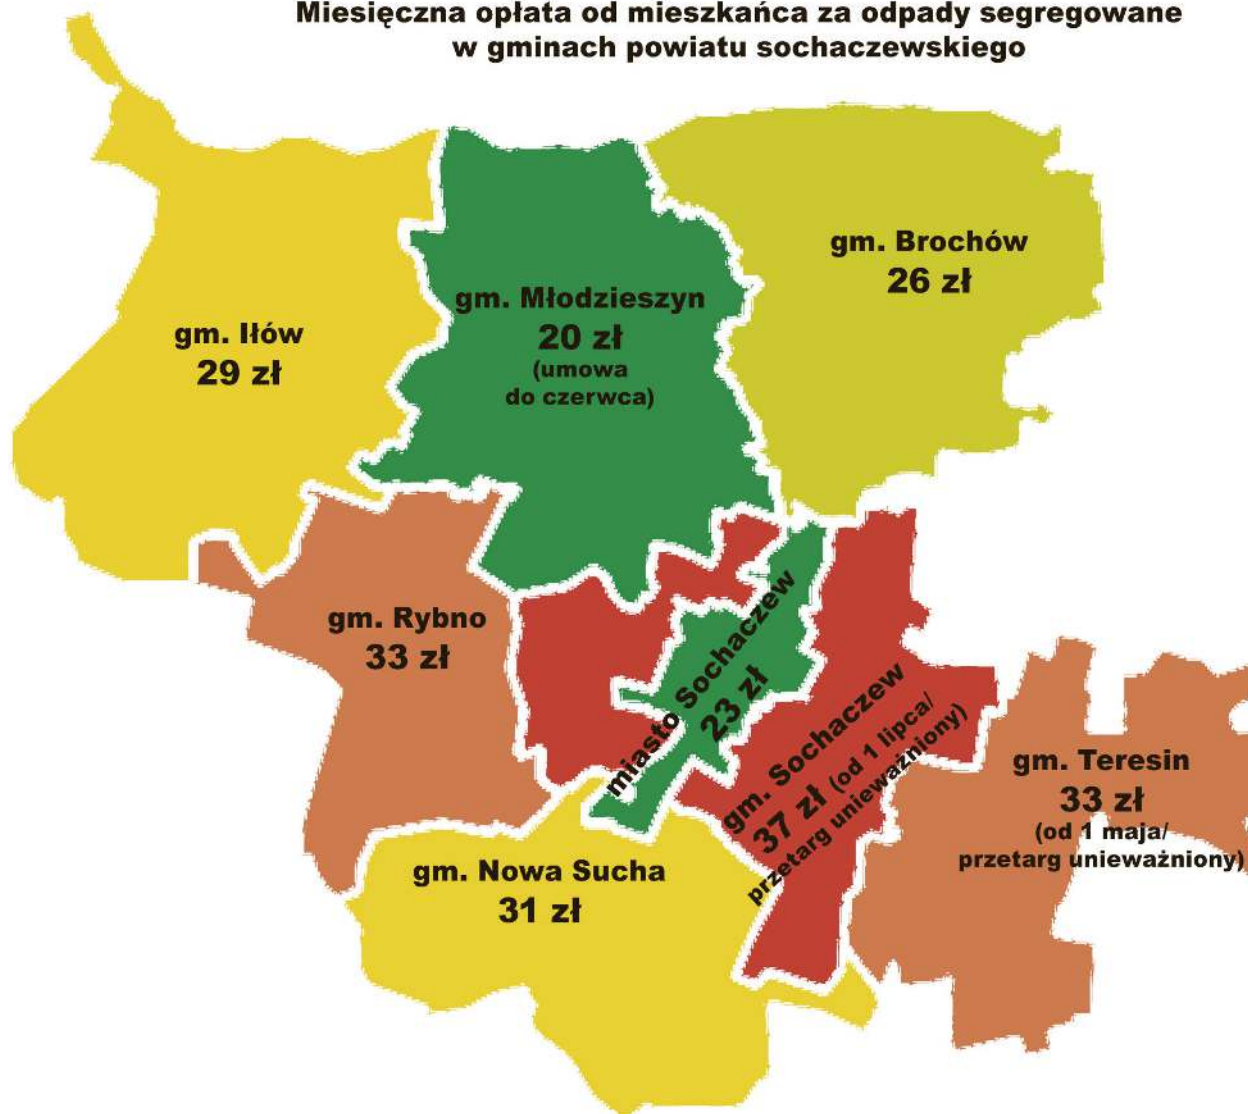 Miesięczna opłata od mieszkańca za odpady segregowane
w gminach powiatu sochaczewskiego
gm. Brochów
26 zł
gm. Młodzieszyn
20 zł
(umowa
do czerwca)
gm. Iłów
29 zł
gm. Rybno
33 zł
miasto Sochaczew
23 zł
gm. Sochaczew
37 zł (od 1 lipca/
przetarg unieważniony)
gm. Teresin
33 zł
(od 1 maja/
przetarg unieważniony)
gm. Nowa Sucha
31 zł